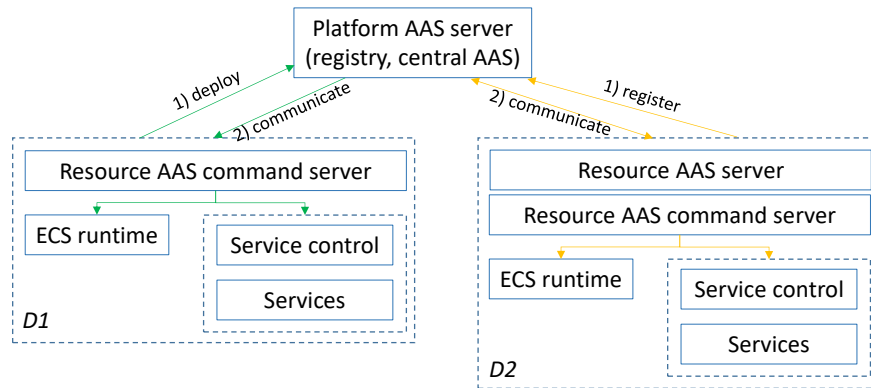 Platform AAS server
(registry, central AAS)
1) deploy
2) communicate
1) register
2) communicate
Resource AAS command server
ECS runtime
Service control
Services
D1
Resource AAS server
Resource AAS command server
ECS runtime
Service control
Services
D2